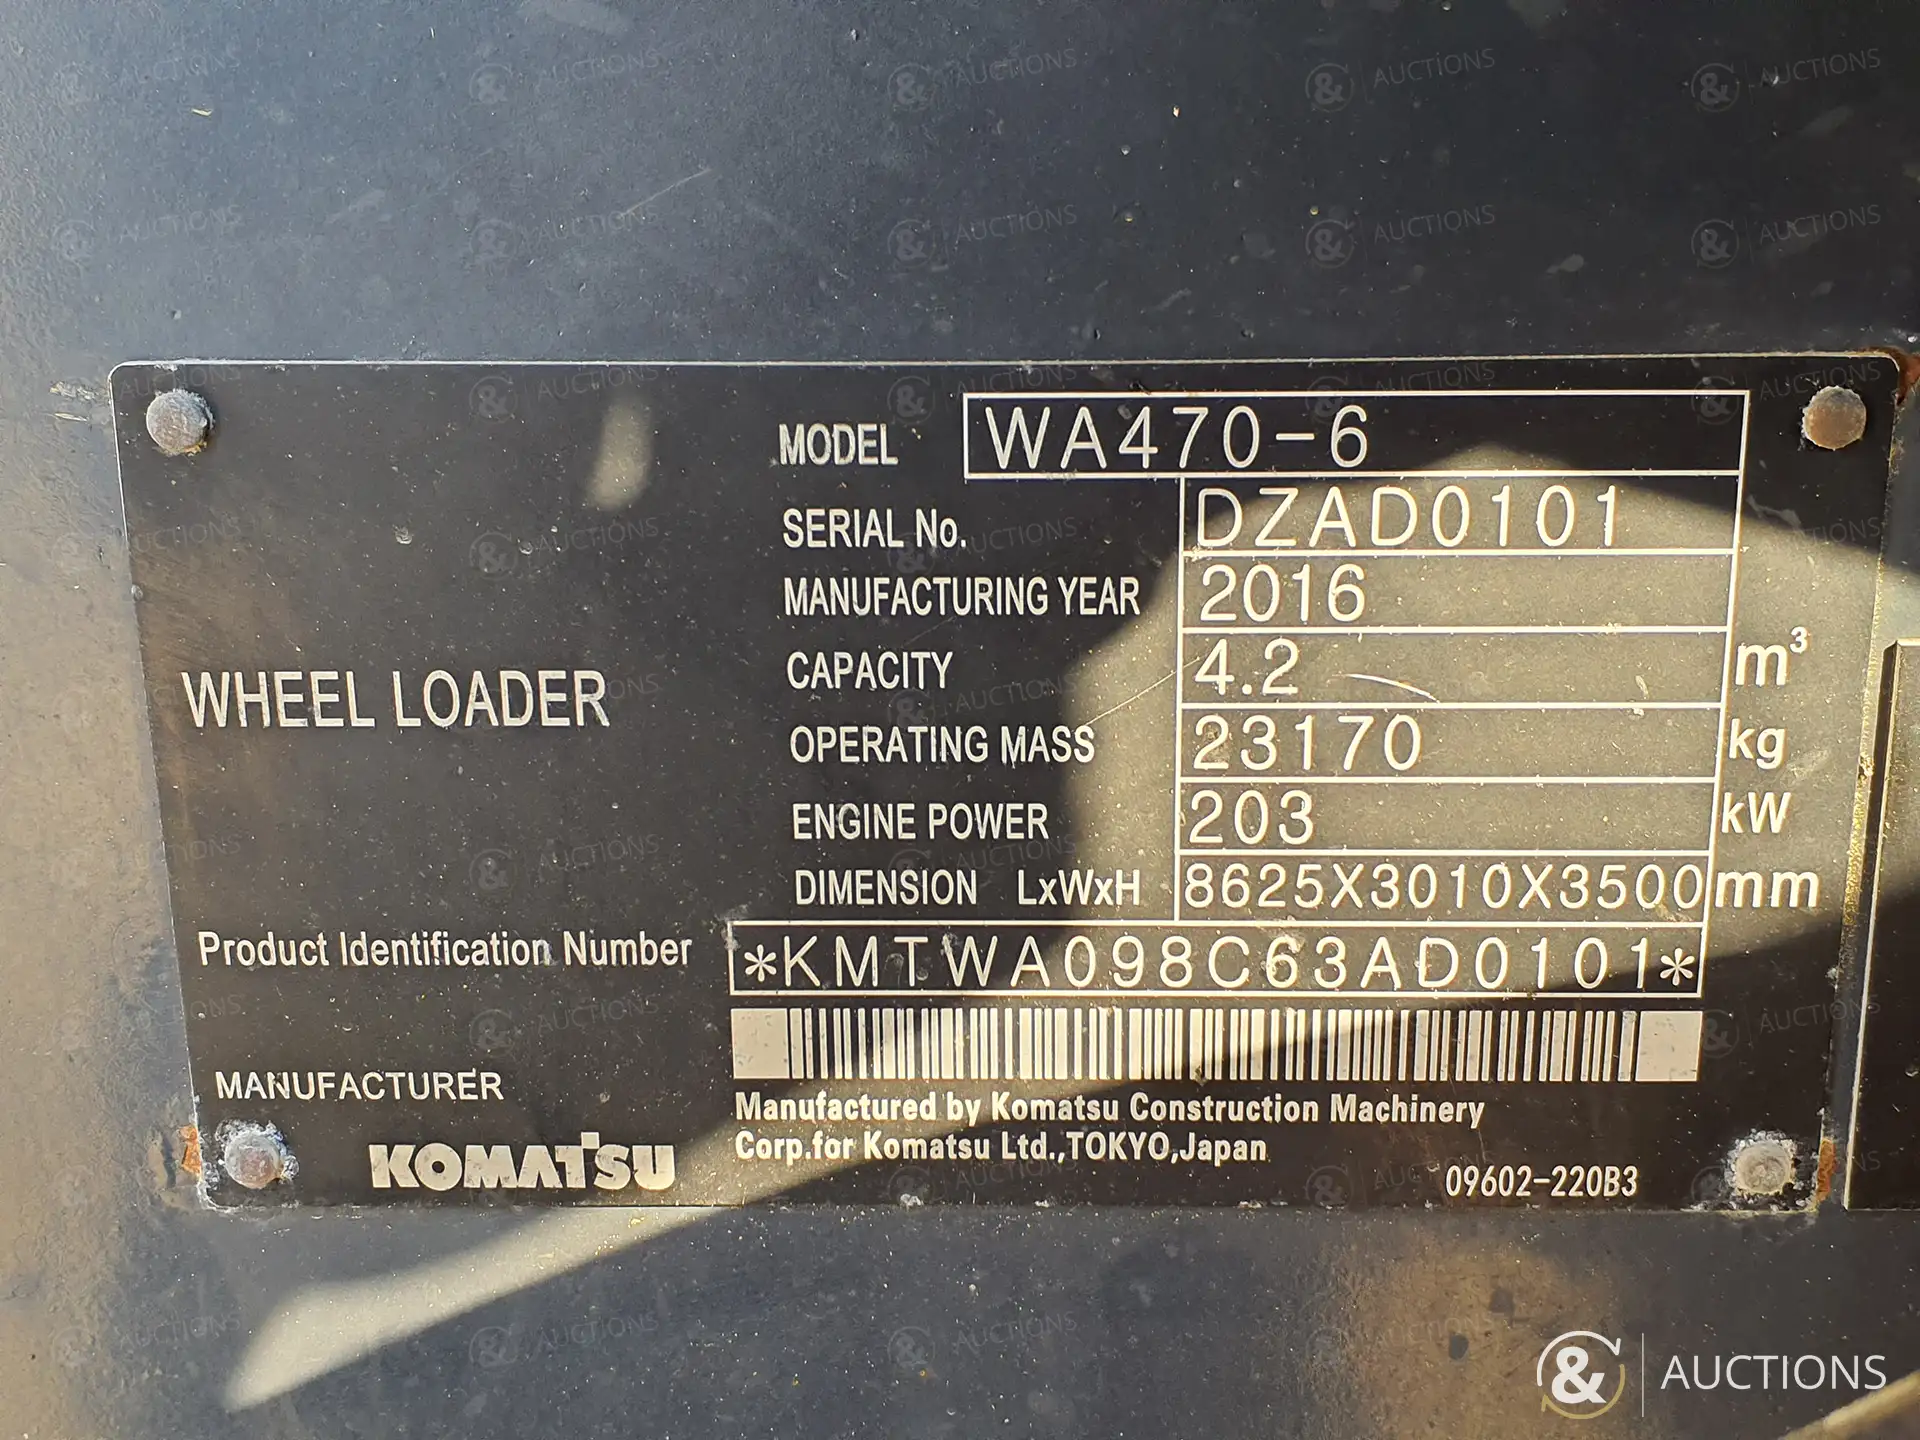 MODEL WA470-6
SERIAL No. DZAD0101
MANUFACTURING YEAR 2016
CAPACITY 4.2 m³
WHEEL LOADER
OPERATING MASS 23170 kg
ENGINE POWER 203 kW
DIMENSION LxWxH 8625X3010X3500 mm
Product Identification Number *KMTWA098C63AD0101*
MANUFACTURER
KOMATSU
Manufactured by Komatsu Construction Machinery
Corp.for Komatsu Ltd.,TOKYO,Japan
09602-220B3
& AUCTIONS